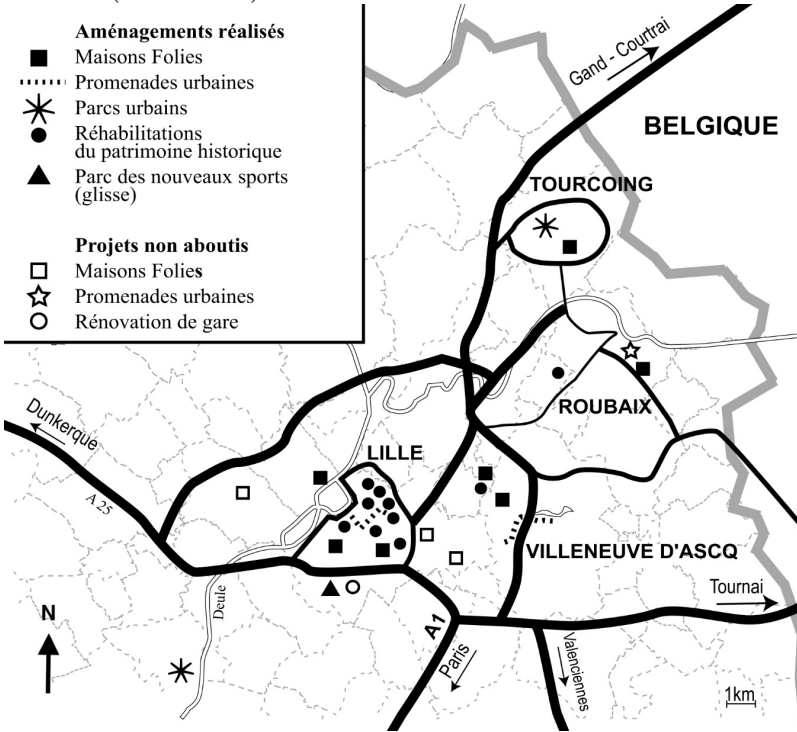 Aménagements réalisés
Maisons Folies
Promenades urbaines
Parcs urbains
Réhabilitations
du patrimoine historique
Parc des nouveaux sports
(glisse)
Projets non aboutis
Maisons Folies
Promenades urbaines
Rénovation de gare
Gand - Courtrai
BELGIQUE
TOURCOING
ROUBAIX
LILLE
Dunkerque
A 25
VILLENEUVE D'ASCQ
Deule
Tournai
N
A1
Paris
Valenciennes
1km